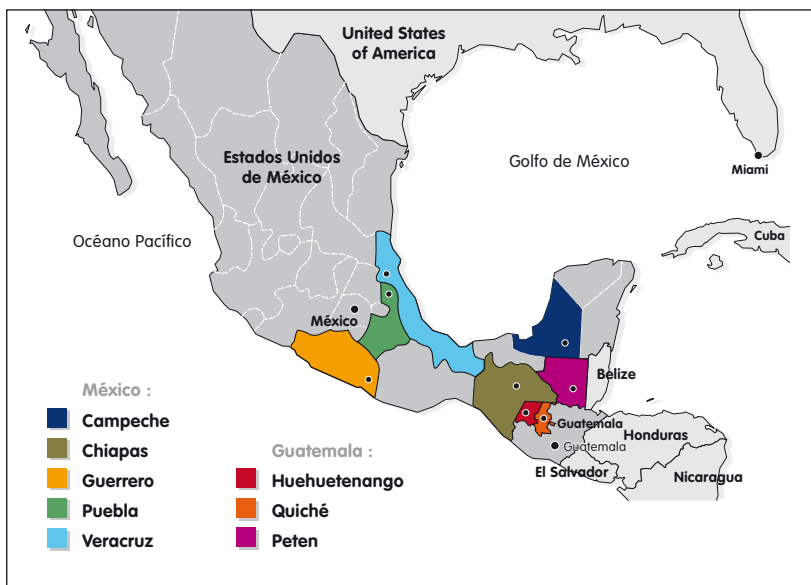 United States
of America
Estados Unidos
de México
Golfo de México
Miami
Océano Pacífico
Cuba
México
Belize
México :
Campeche
Chiapas
Guerrero
Puebla
Veracruz
Guatemala :
Huehuetenango
Quiché
Peten
Guatemala
Guatemala
Honduras
El Salvador
Nicaragua